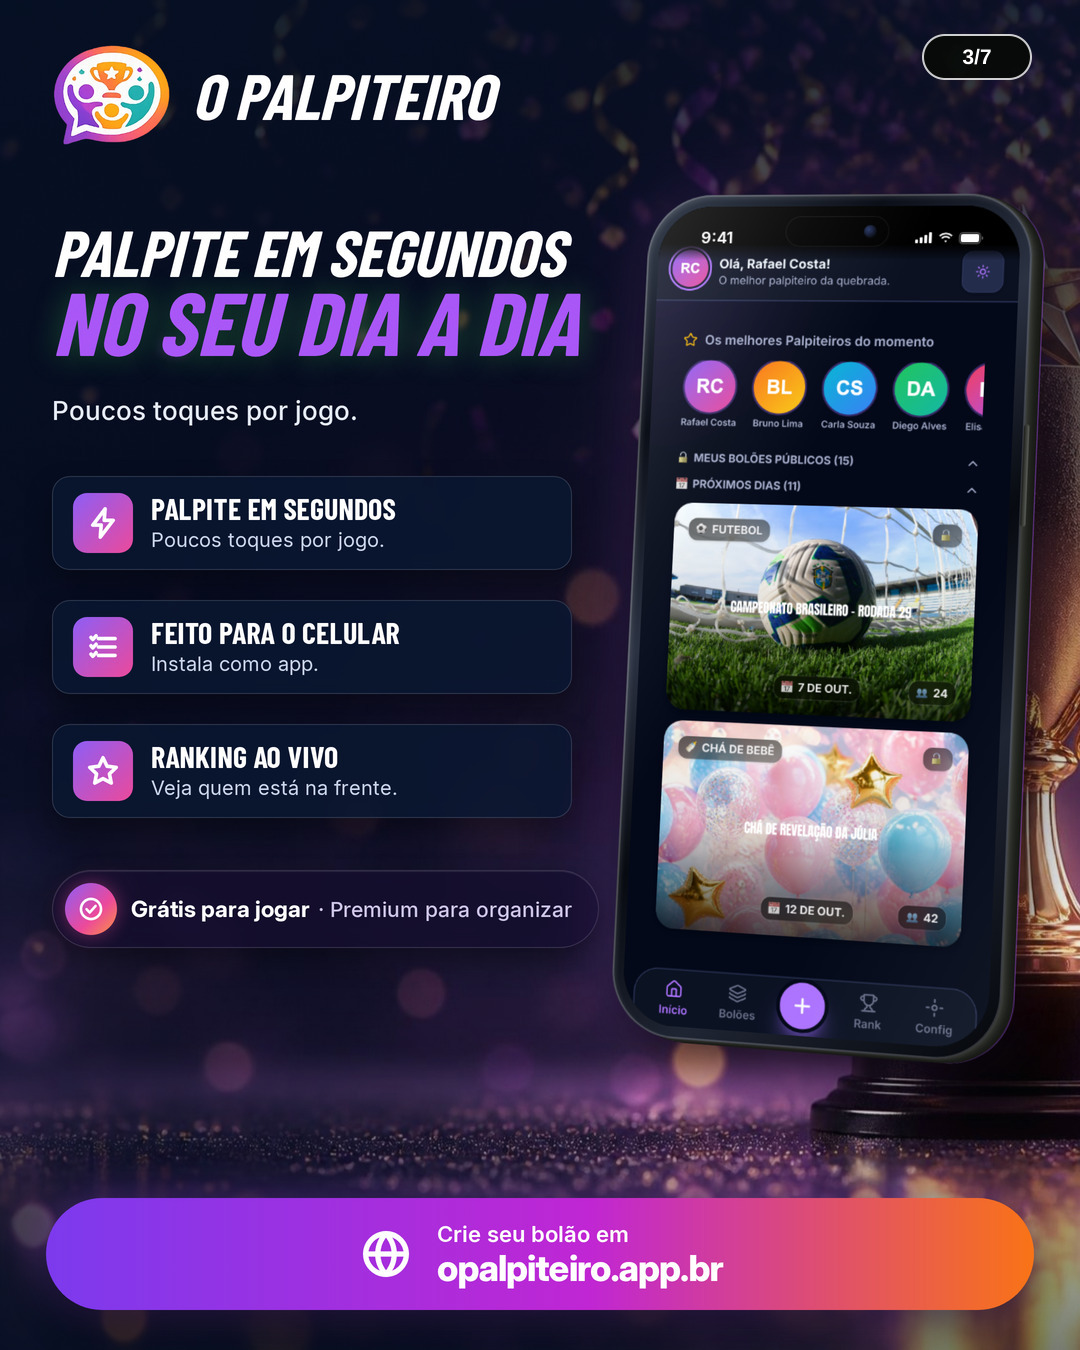 O PALPITEIRO
3/7
PALPITE EM SEGUNDOS
NO SEU DIA A DIA
Poucos toques por jogo.
PALPITE EM SEGUNDOS
Poucos toques por jogo.
FEITO PARA O CELULAR
Instala como app.
RANKING AO VIVO
Veja quem está na frente.
Grátis para jogar · Premium para organizar
9:41
RC
Olá, Rafael Costa!
O melhor palpiteiro da quebrada.
Os melhores Palpiteiros do momento
RC BL CS DA
Rafael Costa Bruno Lima Carla Souza Diego Alves Elis
MEUS BOLÕES PÚBLICOS (15)
PRÓXIMOS DIAS (11)
FUTEBOL
CAMPEONATO BRASILEIRO - RODADA 29
7 DE OUT. 24
CHÁ DE BEBÊ
CHÁ DE REVELAÇÃO DA JÚLIA
12 DE OUT. 42
Início Bolões Rank Config
Crie seu bolão em
opalpiteiro.app.br